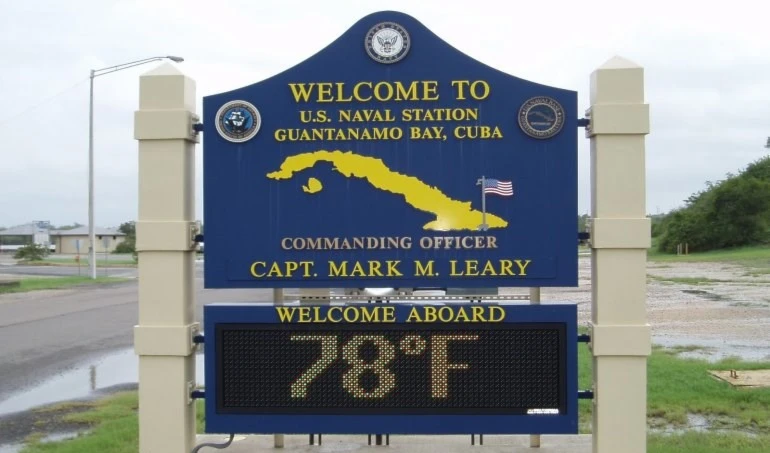 WELCOME TO
U.S. NAVAL STATION
GUANTANAMO BAY, CUBA
COMMANDING OFFICER
CAPT. MARK M. LEARY
WELCOME ABOARD
78°F